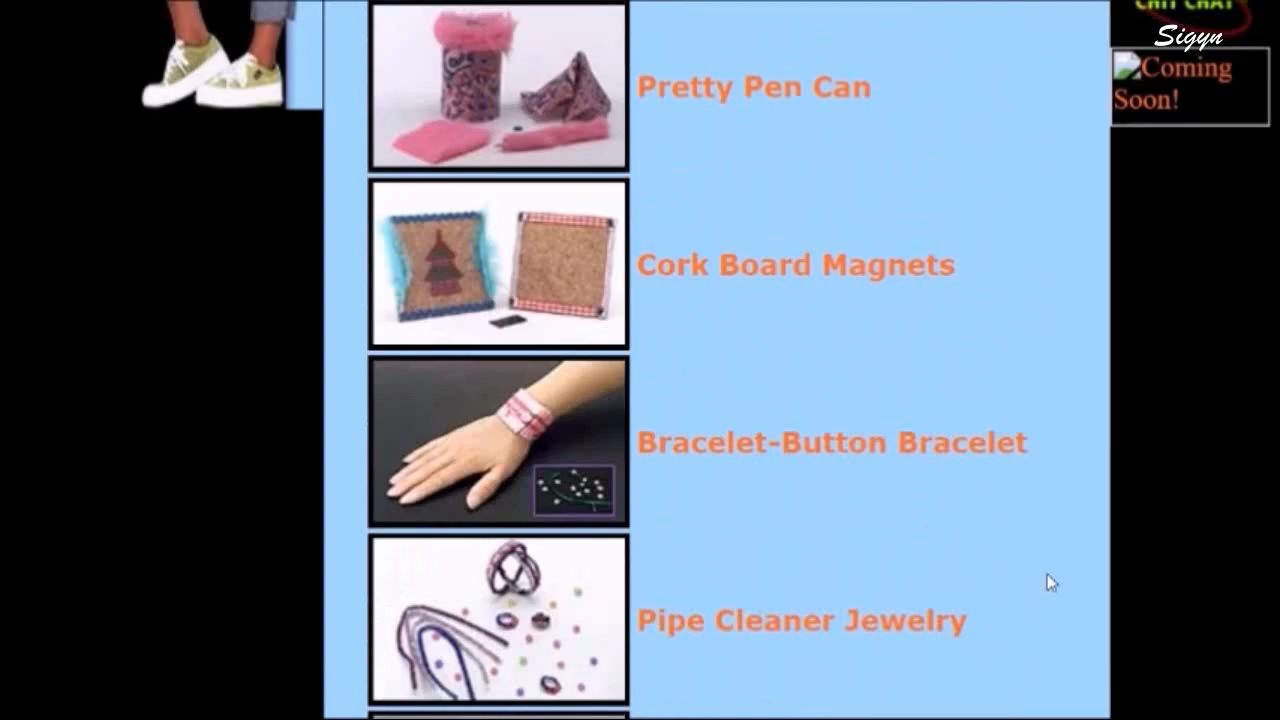 CHIT CHAT
Sigyn
Coming
Soon!
Pretty Pen Can
Cork Board Magnets
Bracelet-Button Bracelet
Pipe Cleaner Jewelry